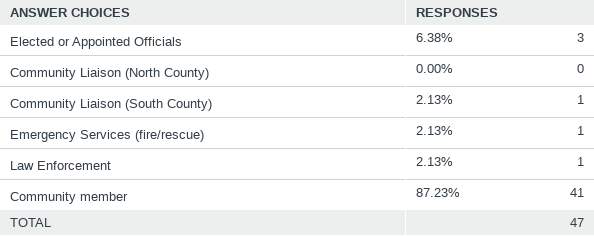 ANSWER CHOICES RESPONSES
Elected or Appointed Officials 6.38% 3
Community Liaison (North County) 0.00% 0
Community Liaison (South County) 2.13% 1
Emergency Services (fire/rescue) 2.13% 1
Law Enforcement 2.13% 1
Community member 87.23% 41
TOTAL 47